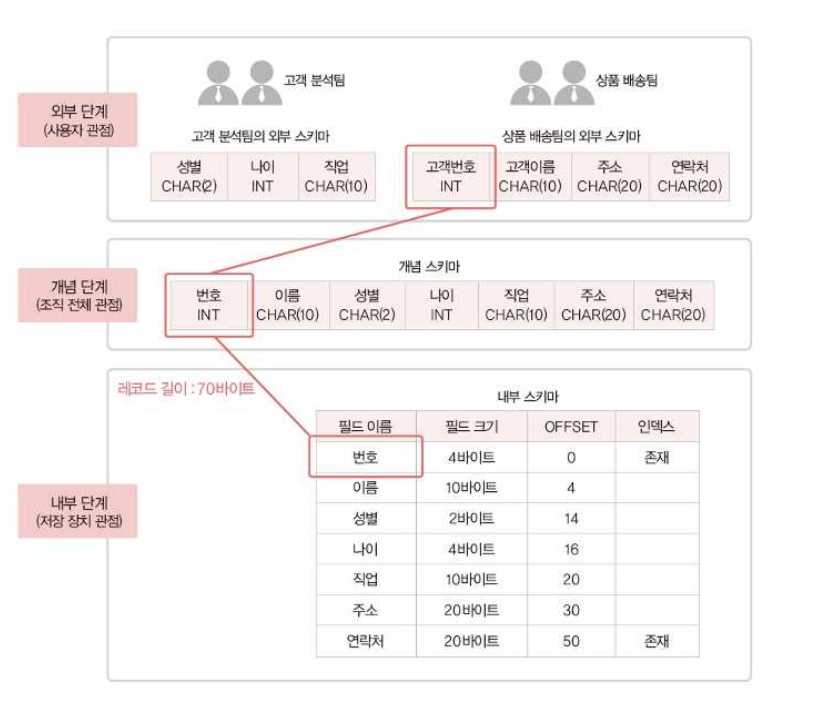 외부 단계
(사용자 관점)
고객 분석팀
상품 배송팀
고객 분석팀의 외부 스키마
상품 배송팀의 외부 스키마
성별 나이 직업
CHAR(2) INT CHAR(10)
고객번호 고객이름 주소 연락처
INT CHAR(10) CHAR(20) CHAR(20)
개념 단계
(조직 전체 관점)
개념 스키마
번호 이름 성별 나이 직업 주소 연락처
INT CHAR(10) CHAR(2) INT CHAR(10) CHAR(20) CHAR(20)
내부 단계
(저장 장치 관점)
레코드 길이 : 70바이트
내부 스키마
필드 이름 필드 크기 OFFSET 인덱스
번호 4바이트 0 존재
이름 10바이트 4
성별 2바이트 14
나이 4바이트 16
직업 10바이트 20
주소 20바이트 30
연락처 20바이트 50 존재